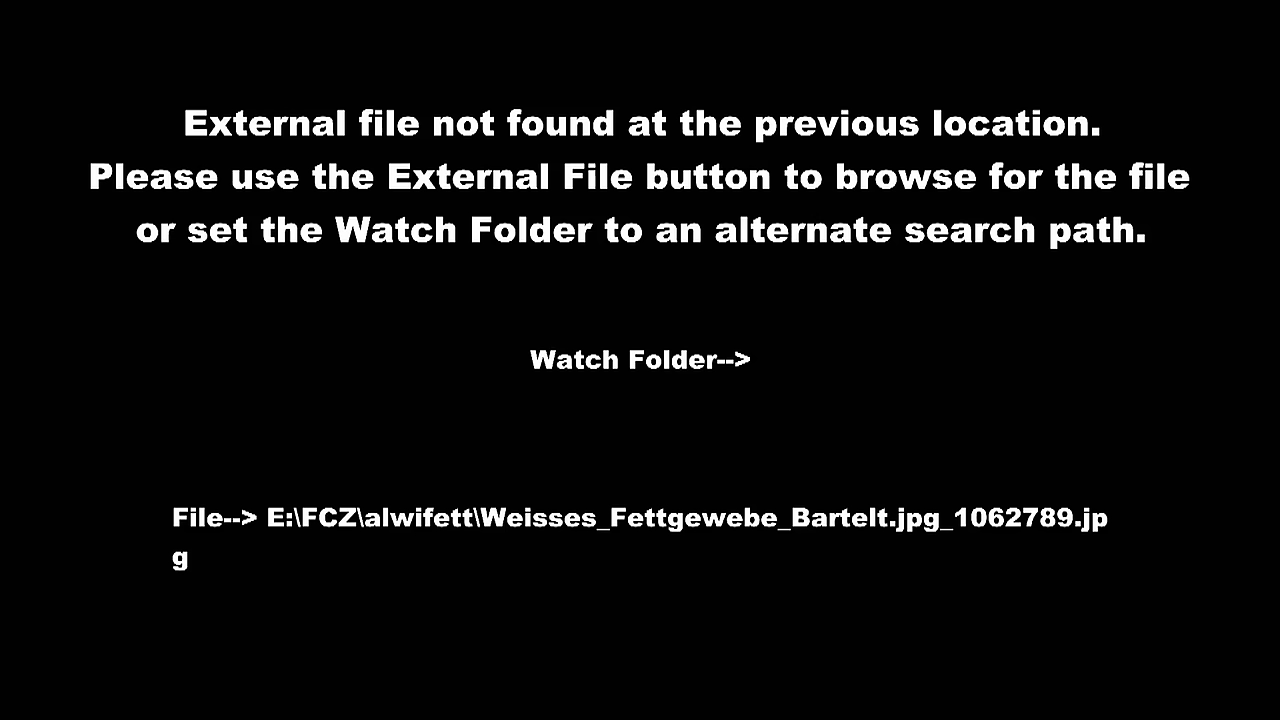 External file not found at the previous location.
Please use the External File button to browse for the file
or set the Watch Folder to an alternate search path.
Watch Folder-->
File--> E:\FCZ\alwifett\Weisses_Fettgewebe_Bartelt.jpg_1062789.jp
g